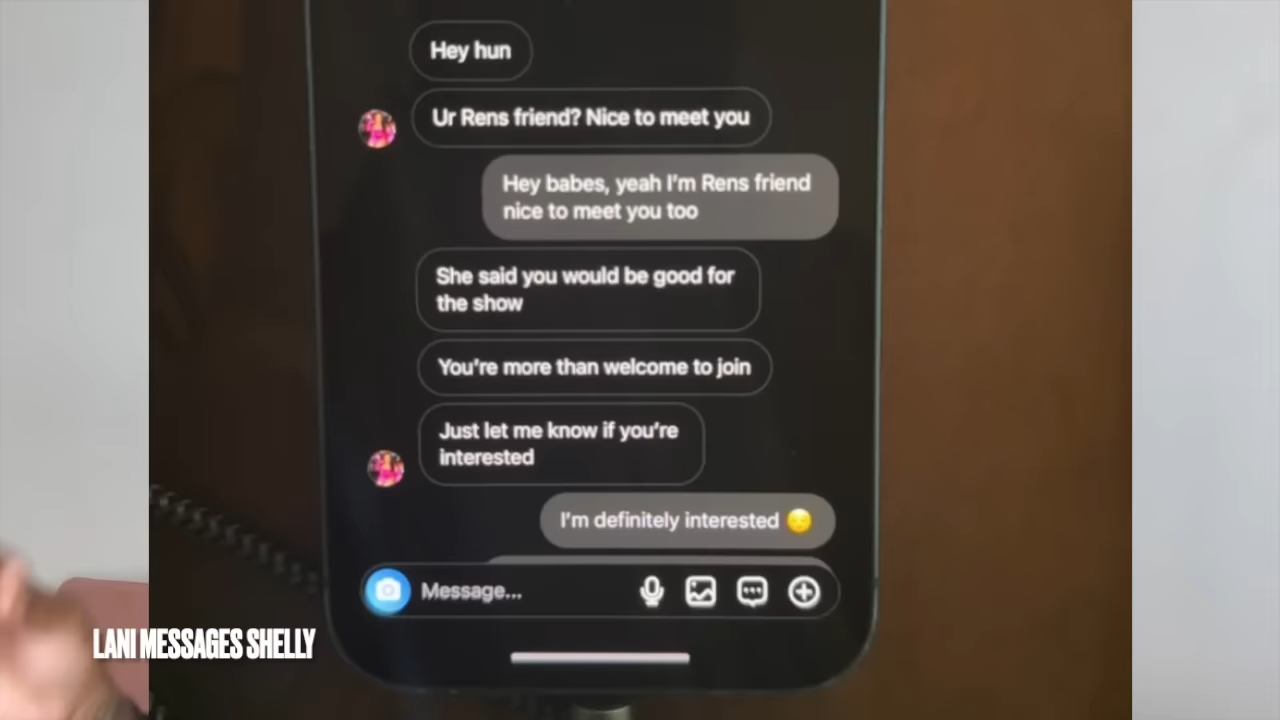 Hey hun
Ur Rens friend? Nice to meet you
Hey babes, yeah I'm Rens friend
nice to meet you too
She said you would be good for
the show
You're more than welcome to join
Just let me know if you're
interested
I'm definitely interested 😌
Message...
LANI MESSAGES SHELLY